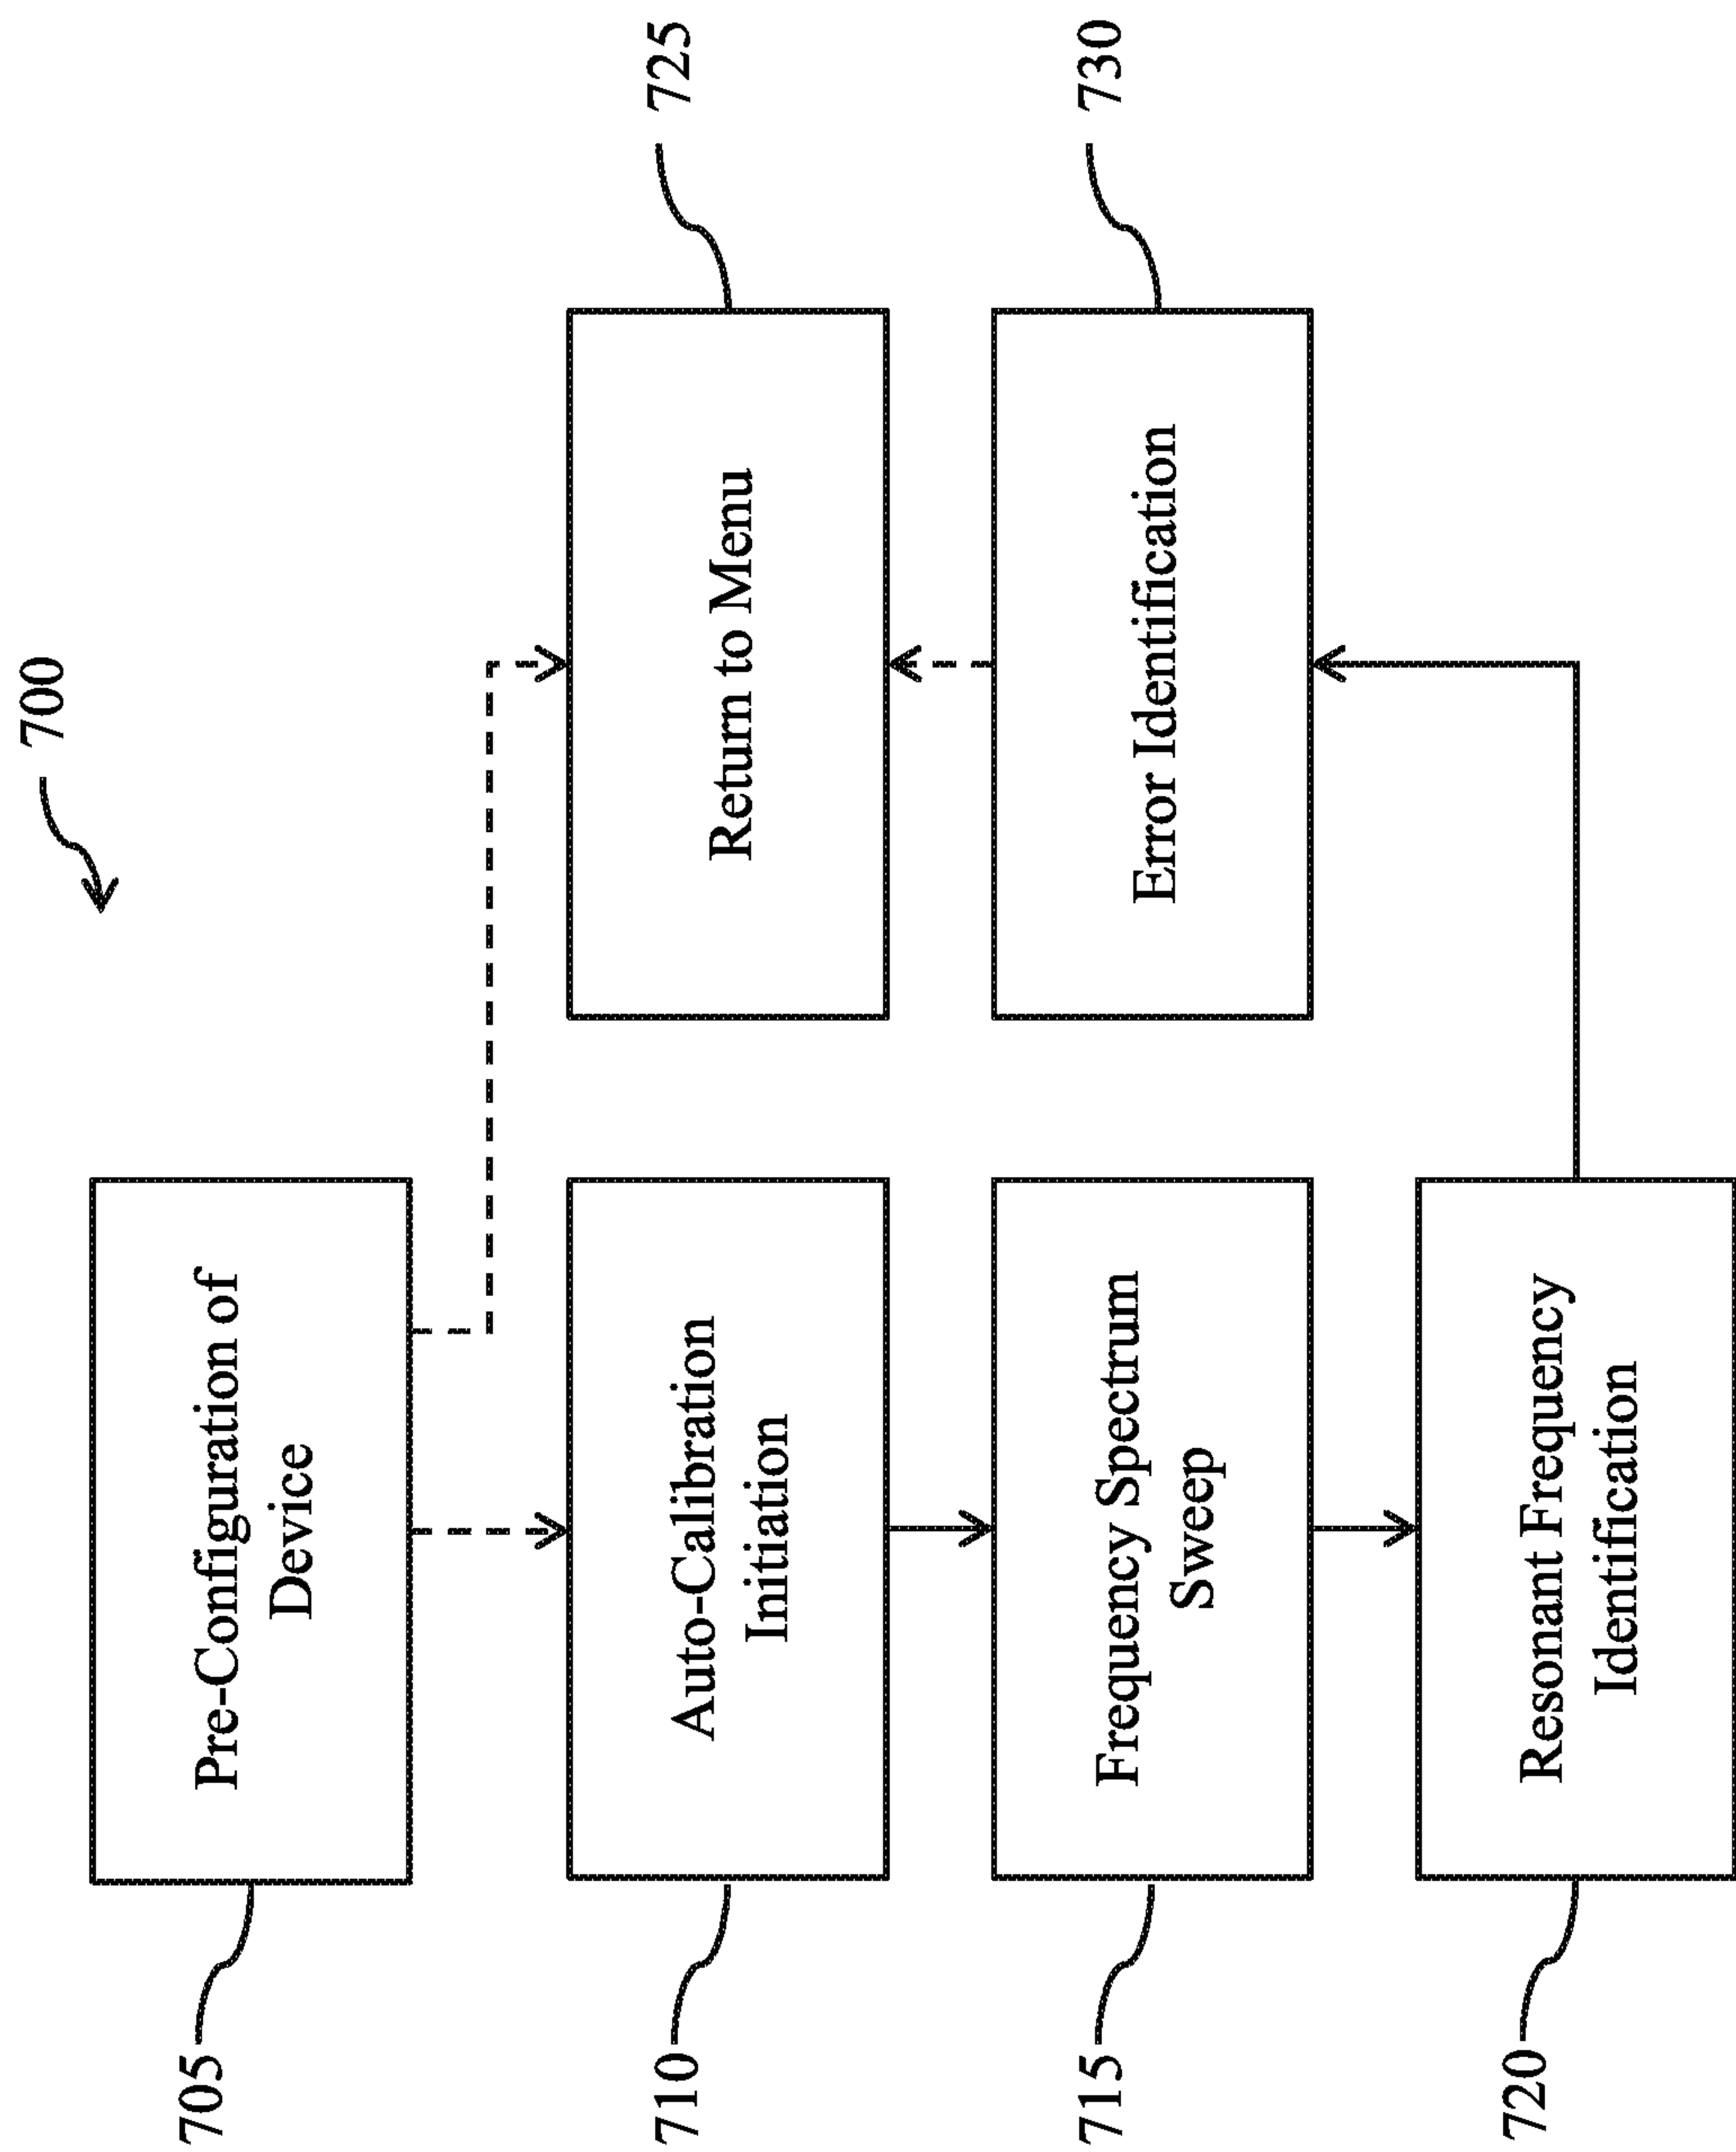 700
705
Pre-Configuration of
Device
710
Auto-Calibration
Initiation
Return to Menu
725
715
Frequency Spectrum
Sweep
Error Identification
730
720
Resonant Frequency
Identification